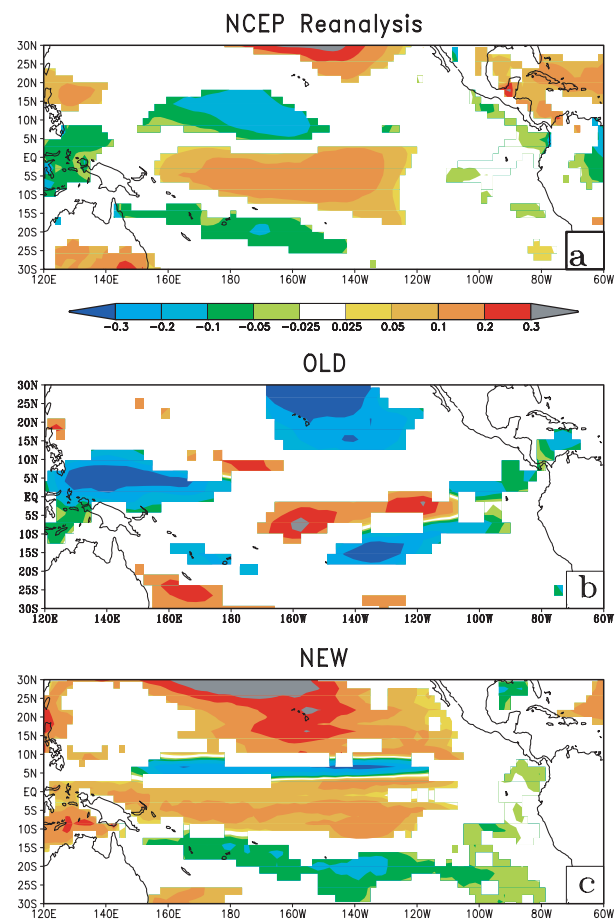 NCEP Reanalysis
30N
25N
20N
15N
10N
5N
EQ
5S
10S
15S
20S
25S
30S
a
120E 140E 160E 180 160W 140W 120W 100W 80W 60W
-0.3 -0.2 -0.1 -0.05 -0.025 0.025 0.05 0.1 0.2 0.3
OLD
30N
25N
20N
15N
10N
5N
EQ
5S
10S
15S
20S
25S
30S
b
120E 140E 160E 180 160W 140W 120W 100W 80W 60W
NEW
30N
25N
20N
15N
10N
5N
EQ
5S
10S
15S
20S
25S
30S
c
120E 140E 160E 180 160W 140W 120W 100W 80W 60W